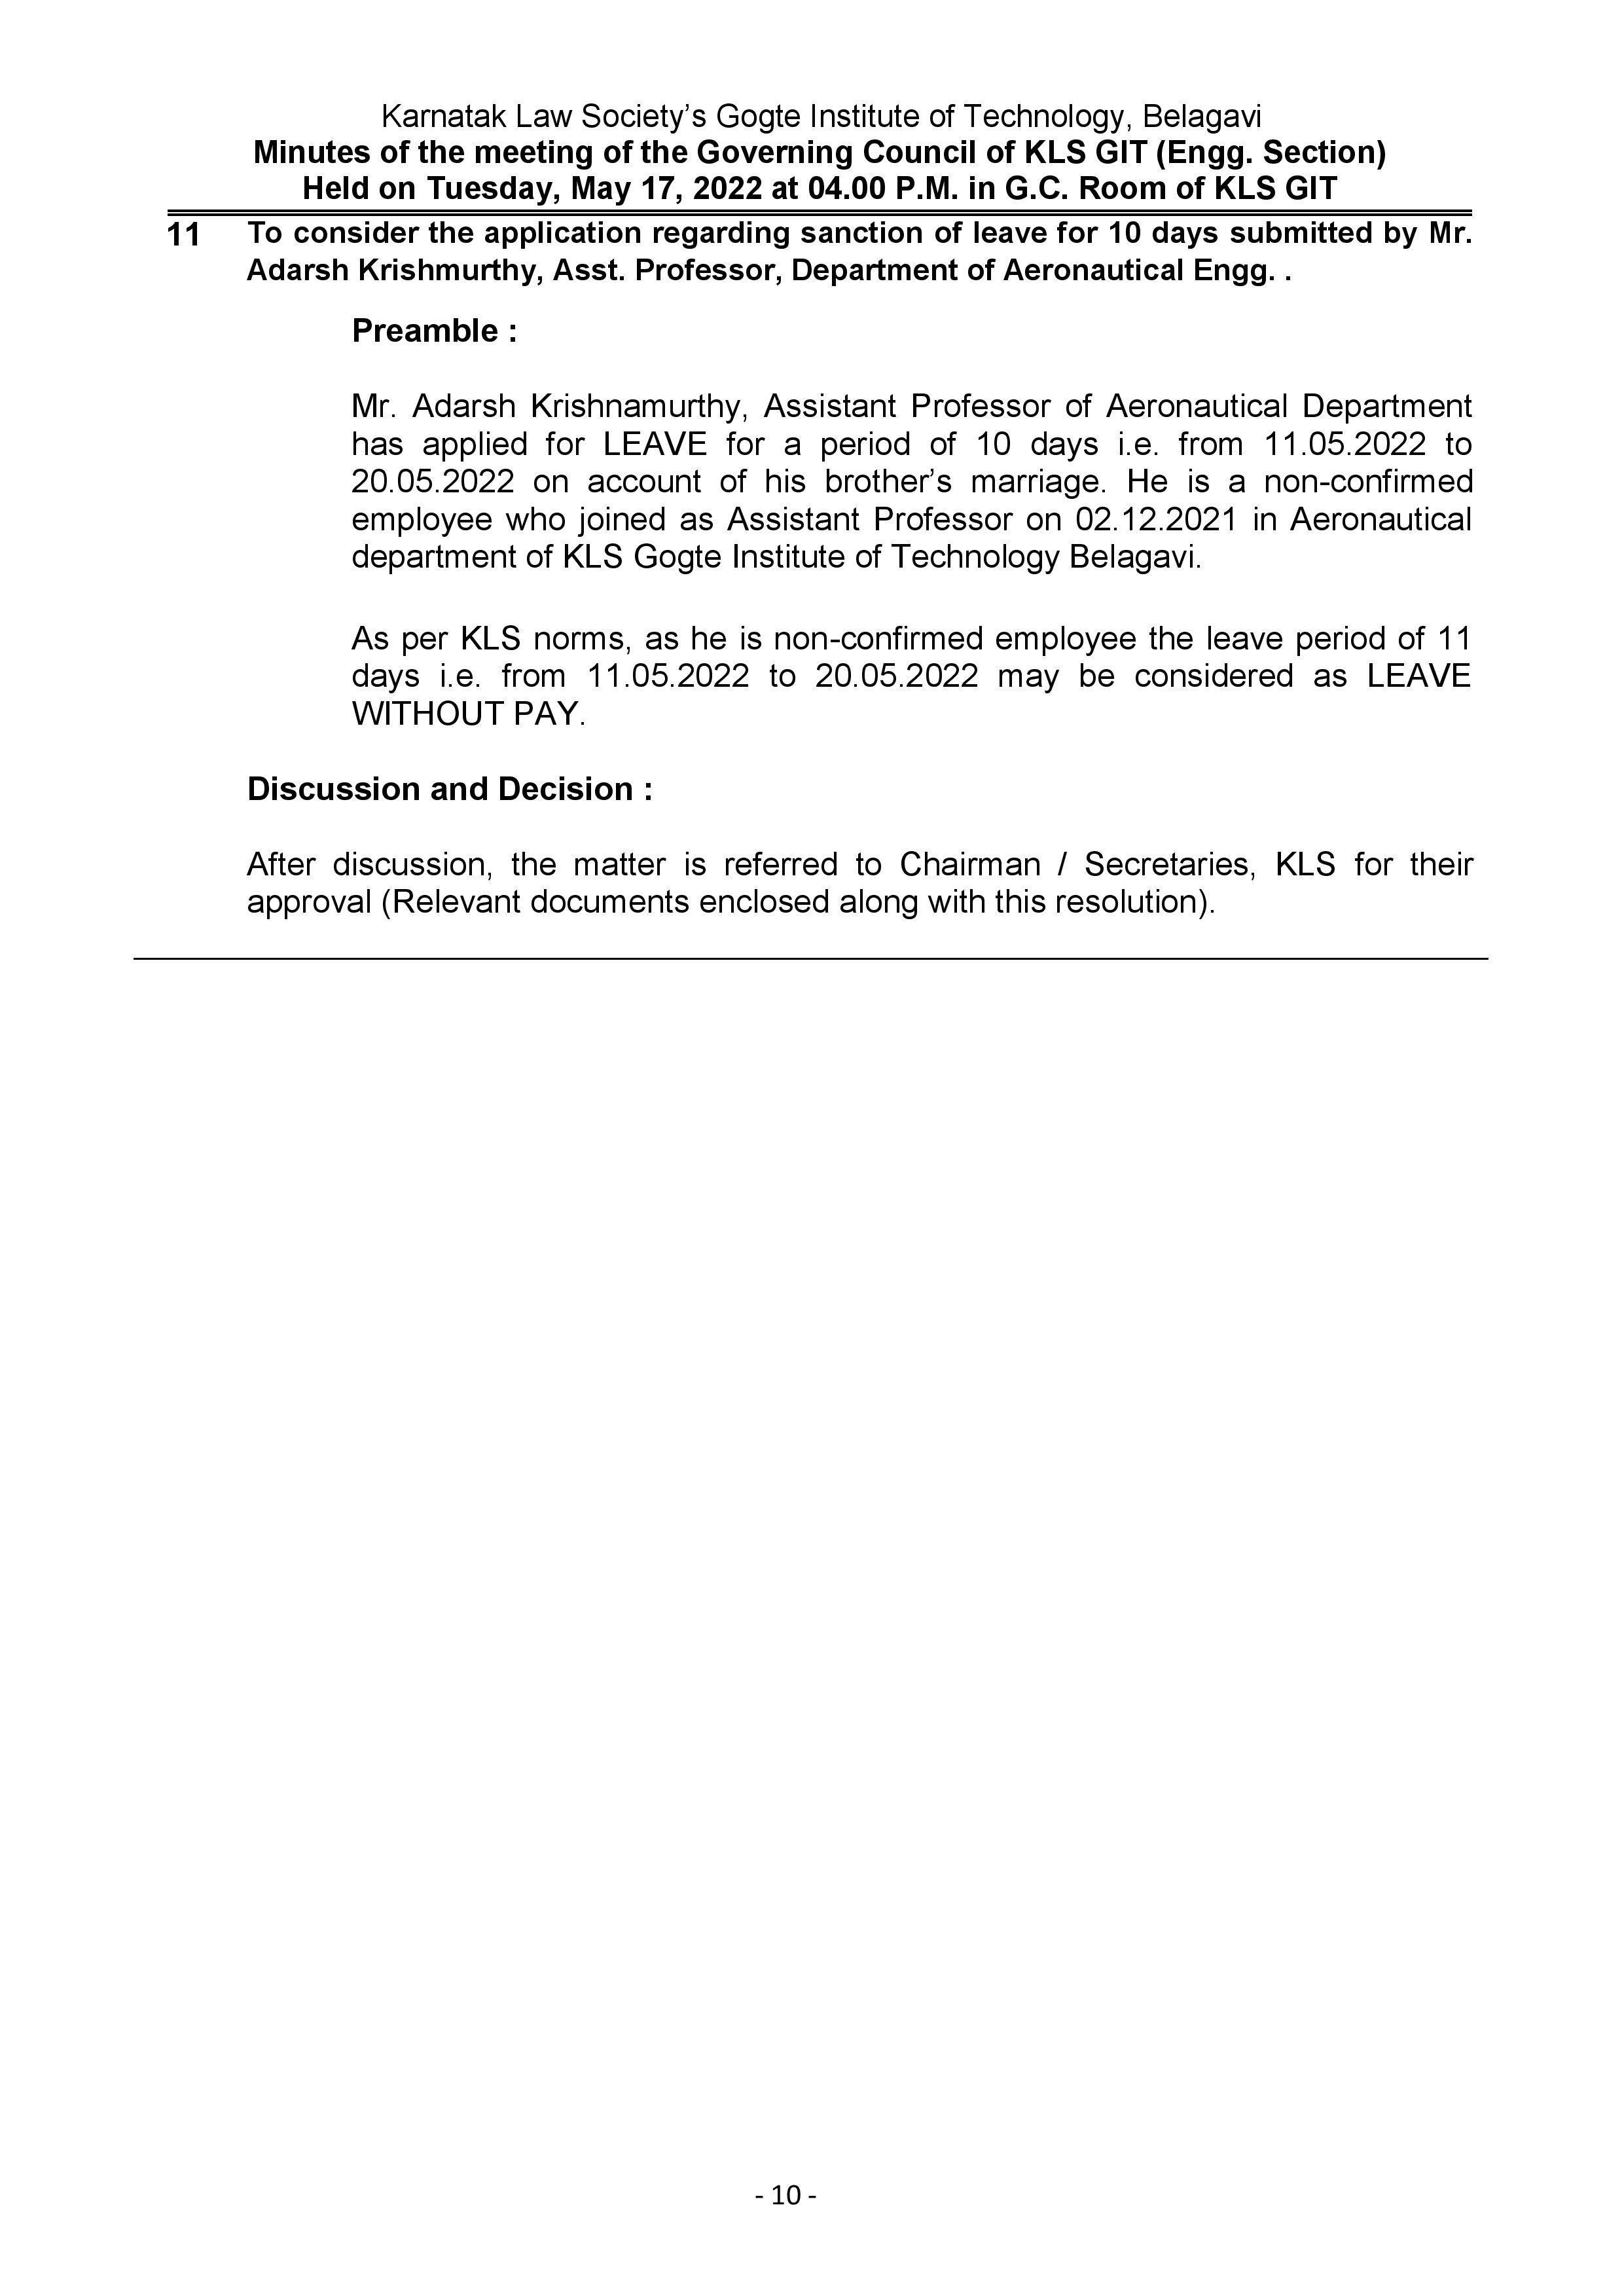 Karnatak Law Society’s Gogte Institute of Technology, Belagavi
Minutes of the meeting of the Governing Council of KLS GIT (Engg. Section)
Held on Tuesday, May 17, 2022 at 04.00 P.M. in G.C. Room of KLS GIT
11 To consider the application regarding sanction of leave for 10 days submitted by Mr.
Adarsh Krishmurthy, Asst. Professor, Department of Aeronautical Engg. .
Preamble :
Mr. Adarsh Krishnamurthy, Assistant Professor of Aeronautical Department
has applied for LEAVE for a period of 10 days i.e. from 11.05.2022 to
20.05.2022 on account of his brother’s marriage. He is a non-confirmed
employee who joined as Assistant Professor on 02.12.2021 in Aeronautical
department of KLS Gogte Institute of Technology Belagavi.
As per KLS norms, as he is non-confirmed employee the leave period of 11
days i.e. from 11.05.2022 to 20.05.2022 may be considered as LEAVE
WITHOUT PAY.
Discussion and Decision :
After discussion, the matter is referred to Chairman / Secretaries, KLS for their
approval (Relevant documents enclosed along with this resolution).
- 10 -